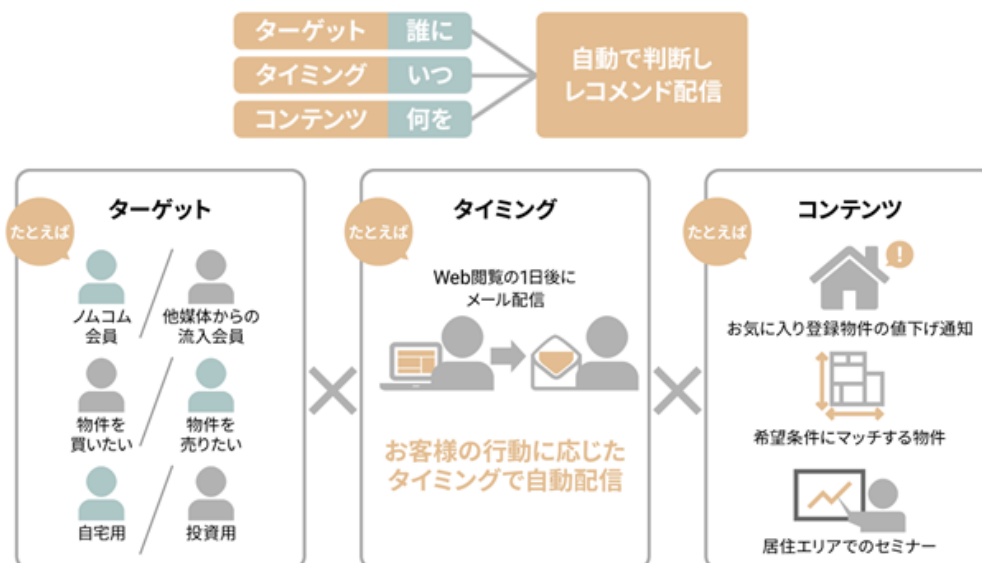 ターゲット 誰に
タイミング いつ
コンテンツ 何を
自動で判断し
レコメンド配信
たとえば
ターゲット
ノムコム
会員
他媒体からの
流入会員
物件を
買いたい
物件を
売りたい
自宅用
投資用
たとえば
タイミング
Web閲覧の1日後に
メール配信
お客様の行動に応じた
タイミングで自動配信
たとえば
コンテンツ
!
お気に入り登録物件の値下げ通知
希望条件にマッチする物件
居住エリアでのセミナー